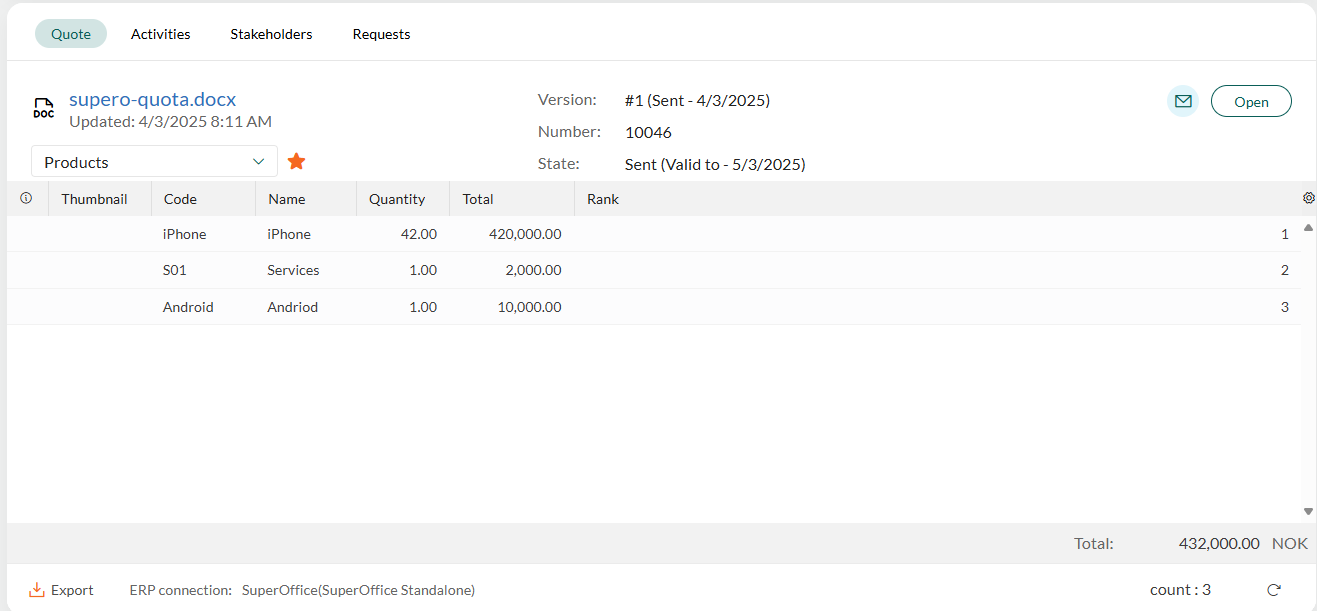 Quote Activities Stakeholders Requests
DOC
supero-quota.docx
Updated: 4/3/2025 8:11 AM
Version: #1 (Sent - 4/3/2025)
Number: 10046
State: Sent (Valid to - 5/3/2025)
Open
Products
Thumbnail Code Name Quantity Total Rank
iPhone iPhone 42.00 420,000.00 1
S01 Services 1.00 2,000.00 2
Android Andriod 1.00 10,000.00 3
Total: 432,000.00 NOK
Export ERP connection: SuperOffice(SuperOffice Standalone) count : 3